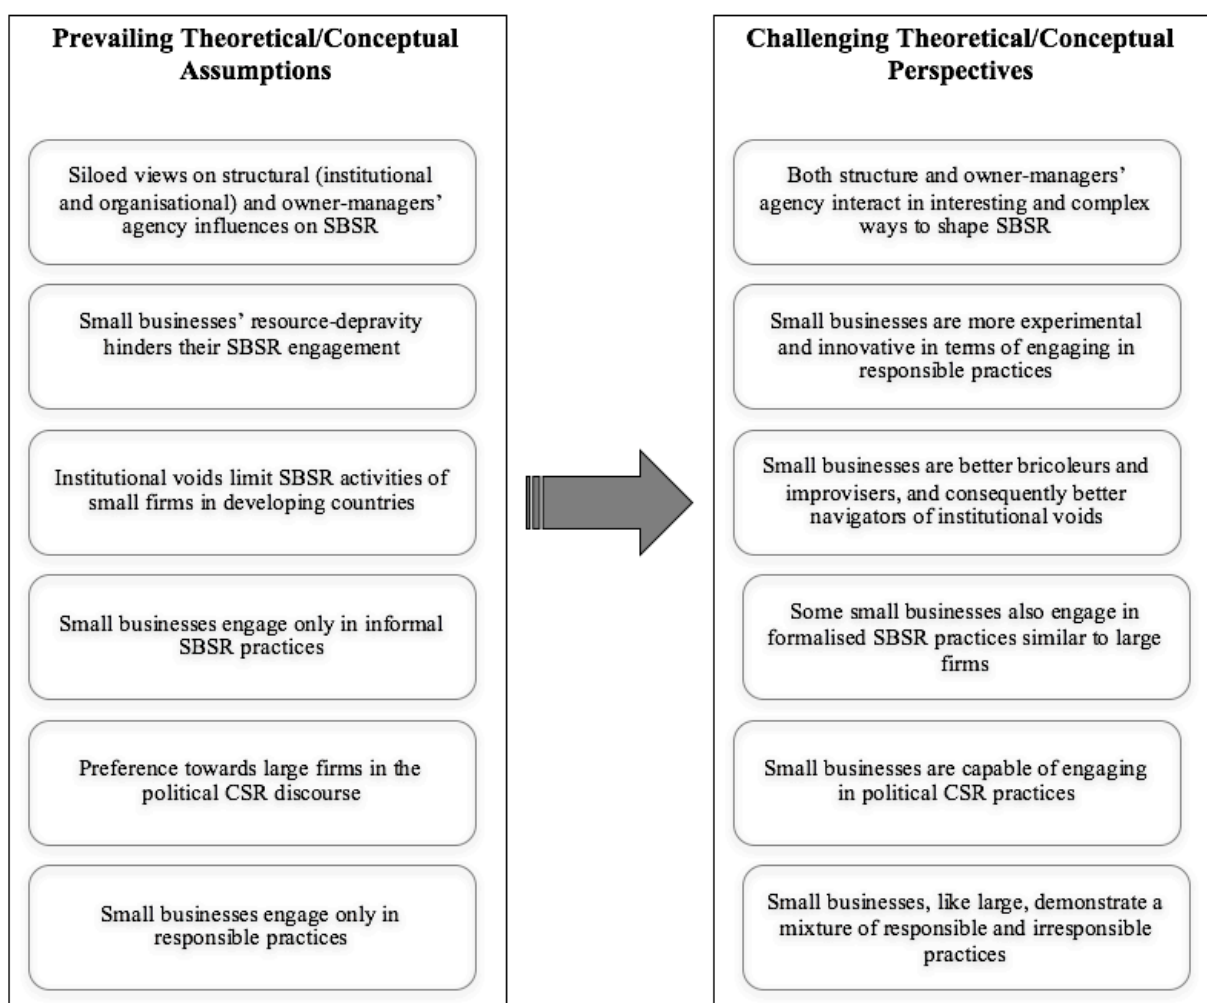 Prevailing Theoretical/Conceptual
Assumptions
Siloed views on structural (institutional
and organisational) and owner-managers’
agency influences on SBSR
Small businesses’ resource-depravity
hinders their SBSR engagement
Institutional voids limit SBSR activities of
small firms in developing countries
Small businesses engage only in informal
SBSR practices
Preference towards large firms in the
political CSR discourse
Small businesses engage only in
responsible practices
Challenging Theoretical/Conceptual
Perspectives
Both structure and owner-managers’
agency interact in interesting and complex
ways to shape SBSR
Small businesses are more experimental
and innovative in terms of engaging in
responsible practices
Small businesses are better bricoleurs and
improvisers, and consequently better
navigators of institutional voids
Some small businesses also engage in
formalised SBSR practices similar to large
firms
Small businesses are capable of engaging
in political CSR practices
Small businesses, like large, demonstrate a
mixture of responsible and irresponsible
practices